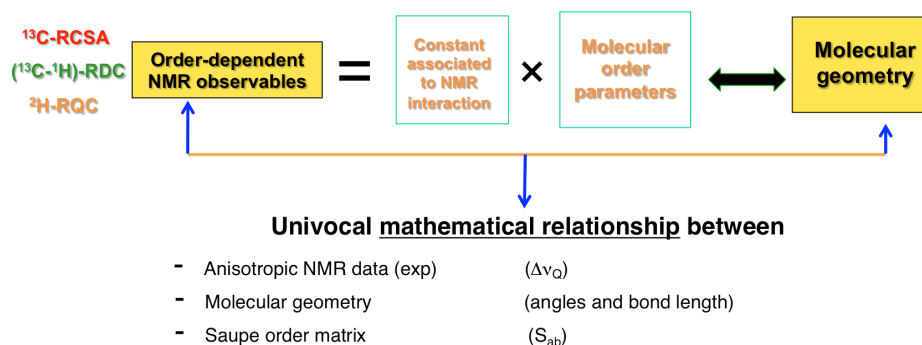 ¹³C-RCSA
(¹³C-¹H)-RDC
²H-RQC
Order-dependent
NMR observables
=
Constant
associated
to NMR
interaction
×
Molecular
order
parameters
Molecular
geometry
Univocal mathematical relationship between
- Anisotropic NMR data (exp) (Δν_Q)
- Molecular geometry (angles and bond length)
- Saupe order matrix (S_ab)